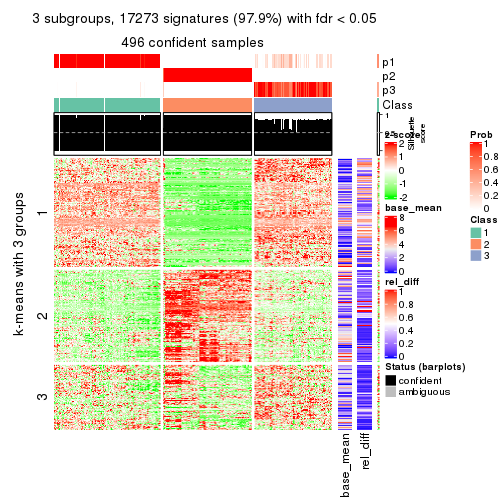 3 subgroups, 17273 signatures (97.9%) with fdr < 0.05
496 confident samples
p1
p2
p3
Class
1
0.5
0
Silhouette
score
k-means with 3 groups
1
2
3
base_mean
rel_diff
z-score
2
1
0
-1
-2
base_mean
8
6
4
2
0
rel_diff
1
0.8
0.6
0.4
0.2
0
Status (barplots)
confident
ambiguous
Prob
1
0.8
0.6
0.4
0.2
0
Class
1
2
3